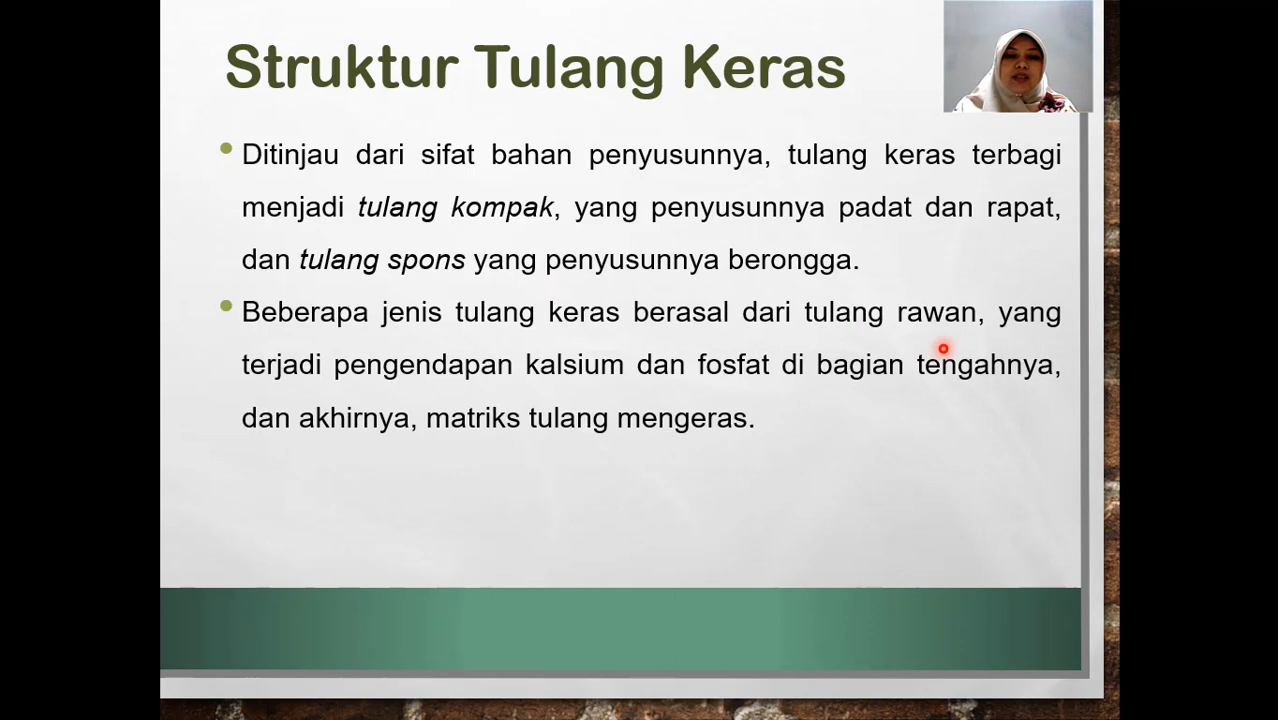 Struktur Tulang Keras
Ditinjau dari sifat bahan penyusunnya, tulang keras terbagi
menjadi tulang kompak, yang penyusunnya padat dan rapat,
dan tulang spons yang penyusunnya berongga.
Beberapa jenis tulang keras berasal dari tulang rawan, yang
terjadi pengendapan kalsium dan fosfat di bagian tengahnya,
dan akhirnya, matriks tulang mengeras.